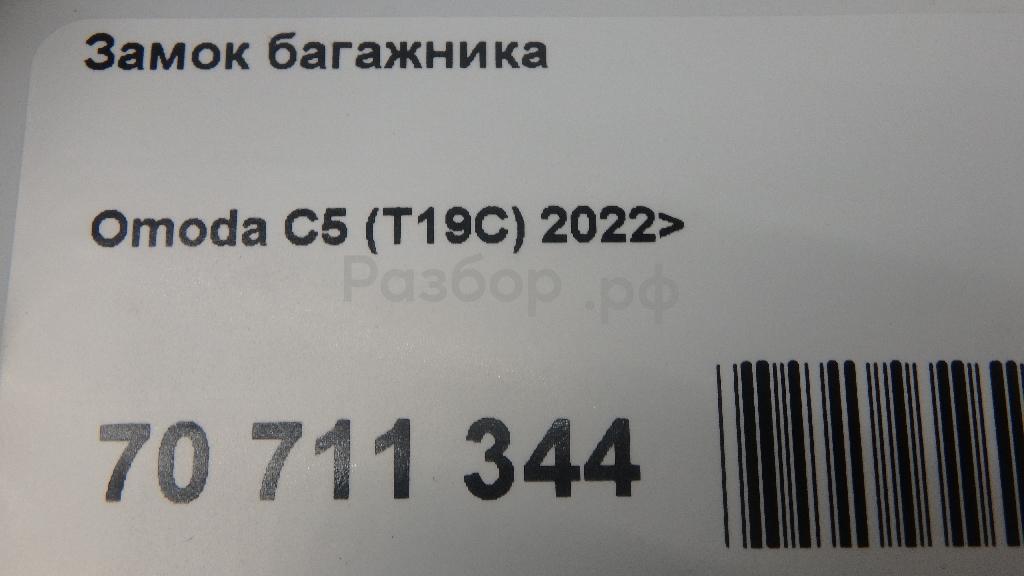 Замок багажника
Omoda C5 (T19C) 2022>
Разбор.рф
70 711 344